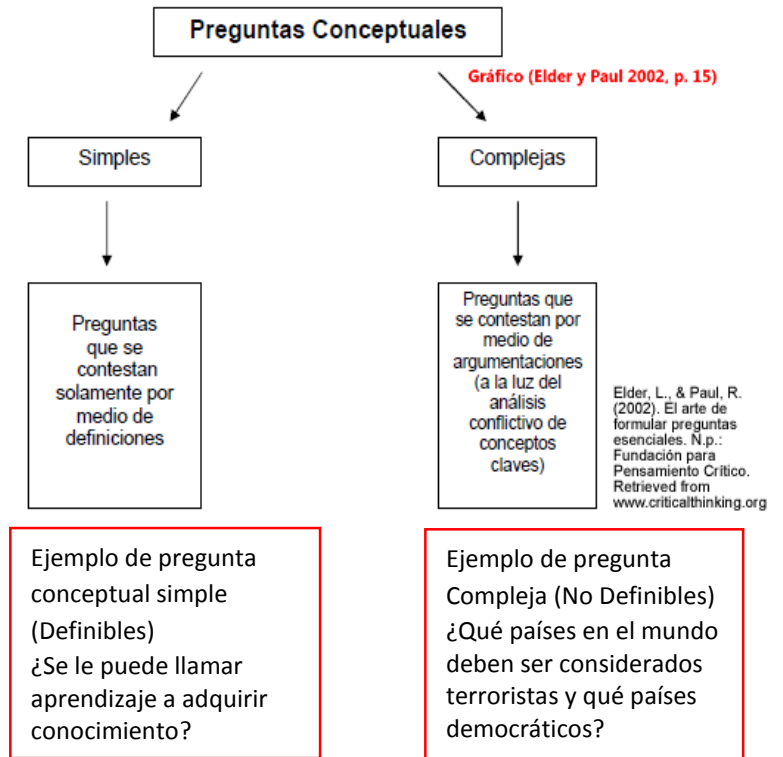 Preguntas Conceptuales
Gráfico (Elder y Paul 2002, p. 15)
Simples
Complejas
Preguntas
que se
contestan
solamente por
medio de
definiciones
Preguntas que
se contestan por
medio de
argumentaciones
(a la luz del
análisis
conflictivo de
conceptos
claves)
Elder, L., & Paul, R.
(2002). El arte de
formular preguntas
esenciales. N.p.:
Fundación para
Pensamiento Crítico.
Retrieved from
www.criticalthinking.org
Ejemplo de pregunta
conceptual simple
(Definibles)
¿Se le puede llamar
aprendizaje a adquirir
conocimiento?
Ejemplo de pregunta
Compleja (No Definibles)
¿Qué países en el mundo
deben ser considerados
terroristas y qué países
democráticos?